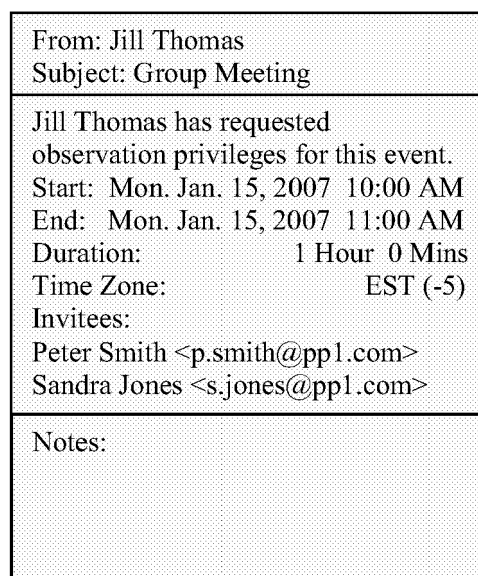 From: Jill Thomas
Subject: Group Meeting
Jill Thomas has requested
observation privileges for this event.
Start: Mon. Jan. 15, 2007 10:00 AM
End: Mon. Jan. 15, 2007 11:00 AM
Duration: 1 Hour 0 Mins
Time Zone: EST (-5)
Invitees:
Peter Smith <p.smith@pp1.com>
Sandra Jones <s.jones@pp1.com>
Notes: